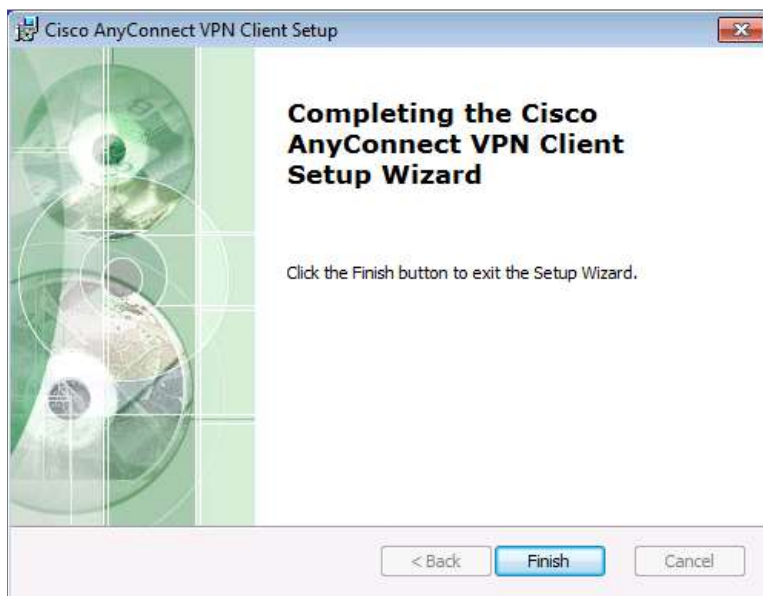 Cisco AnyConnect VPN Client Setup
Completing the Cisco
AnyConnect VPN Client
Setup Wizard
Click the Finish button to exit the Setup Wizard.
< Back
Finish
Cancel